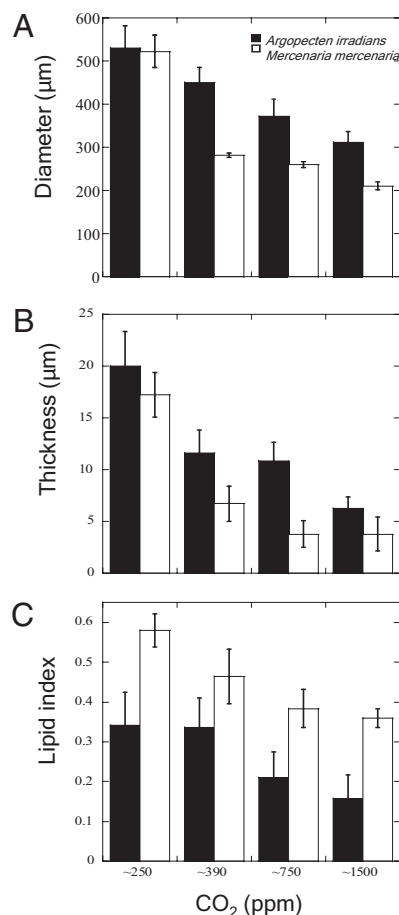 A
Diameter (µm)
600
500
400
300
200
100
0
Argopecten irradians
Mercenaria mercenaria
B
Thickness (µm)
25
20
15
10
5
0
C
Lipid index
0.6
0.5
0.4
0.3
0.2
0.1
0
~250 ~390 ~750 ~1500
CO2 (ppm)